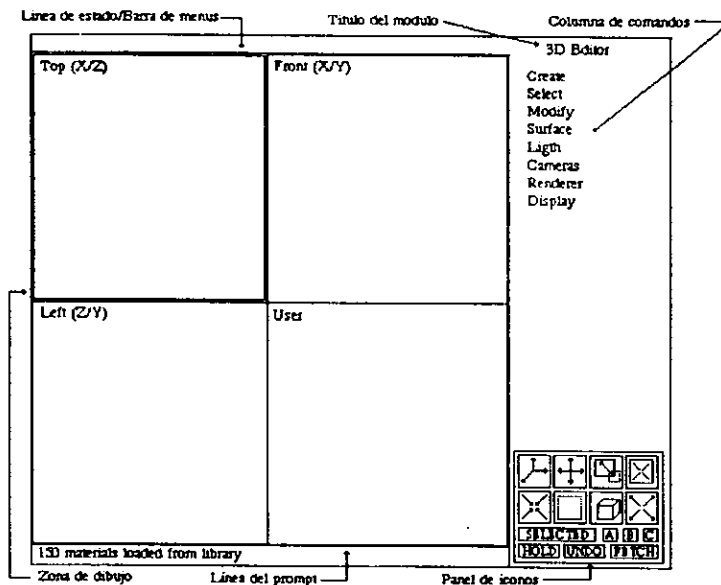 Linea de estado/Barra de menus
Titulo del modulo
Columna de comandos
3D Editor
Top (X/Z)
Front (X/Y)
Create
Select
Modify
Surface
Ligth
Cameras
Renderer
Display
Left (Z/Y)
User
SELECTED A B C
HOLD UNDO FETCH
150 materials loaded from library
Zona de dibujo
Linea del prompt
Panel de iconos